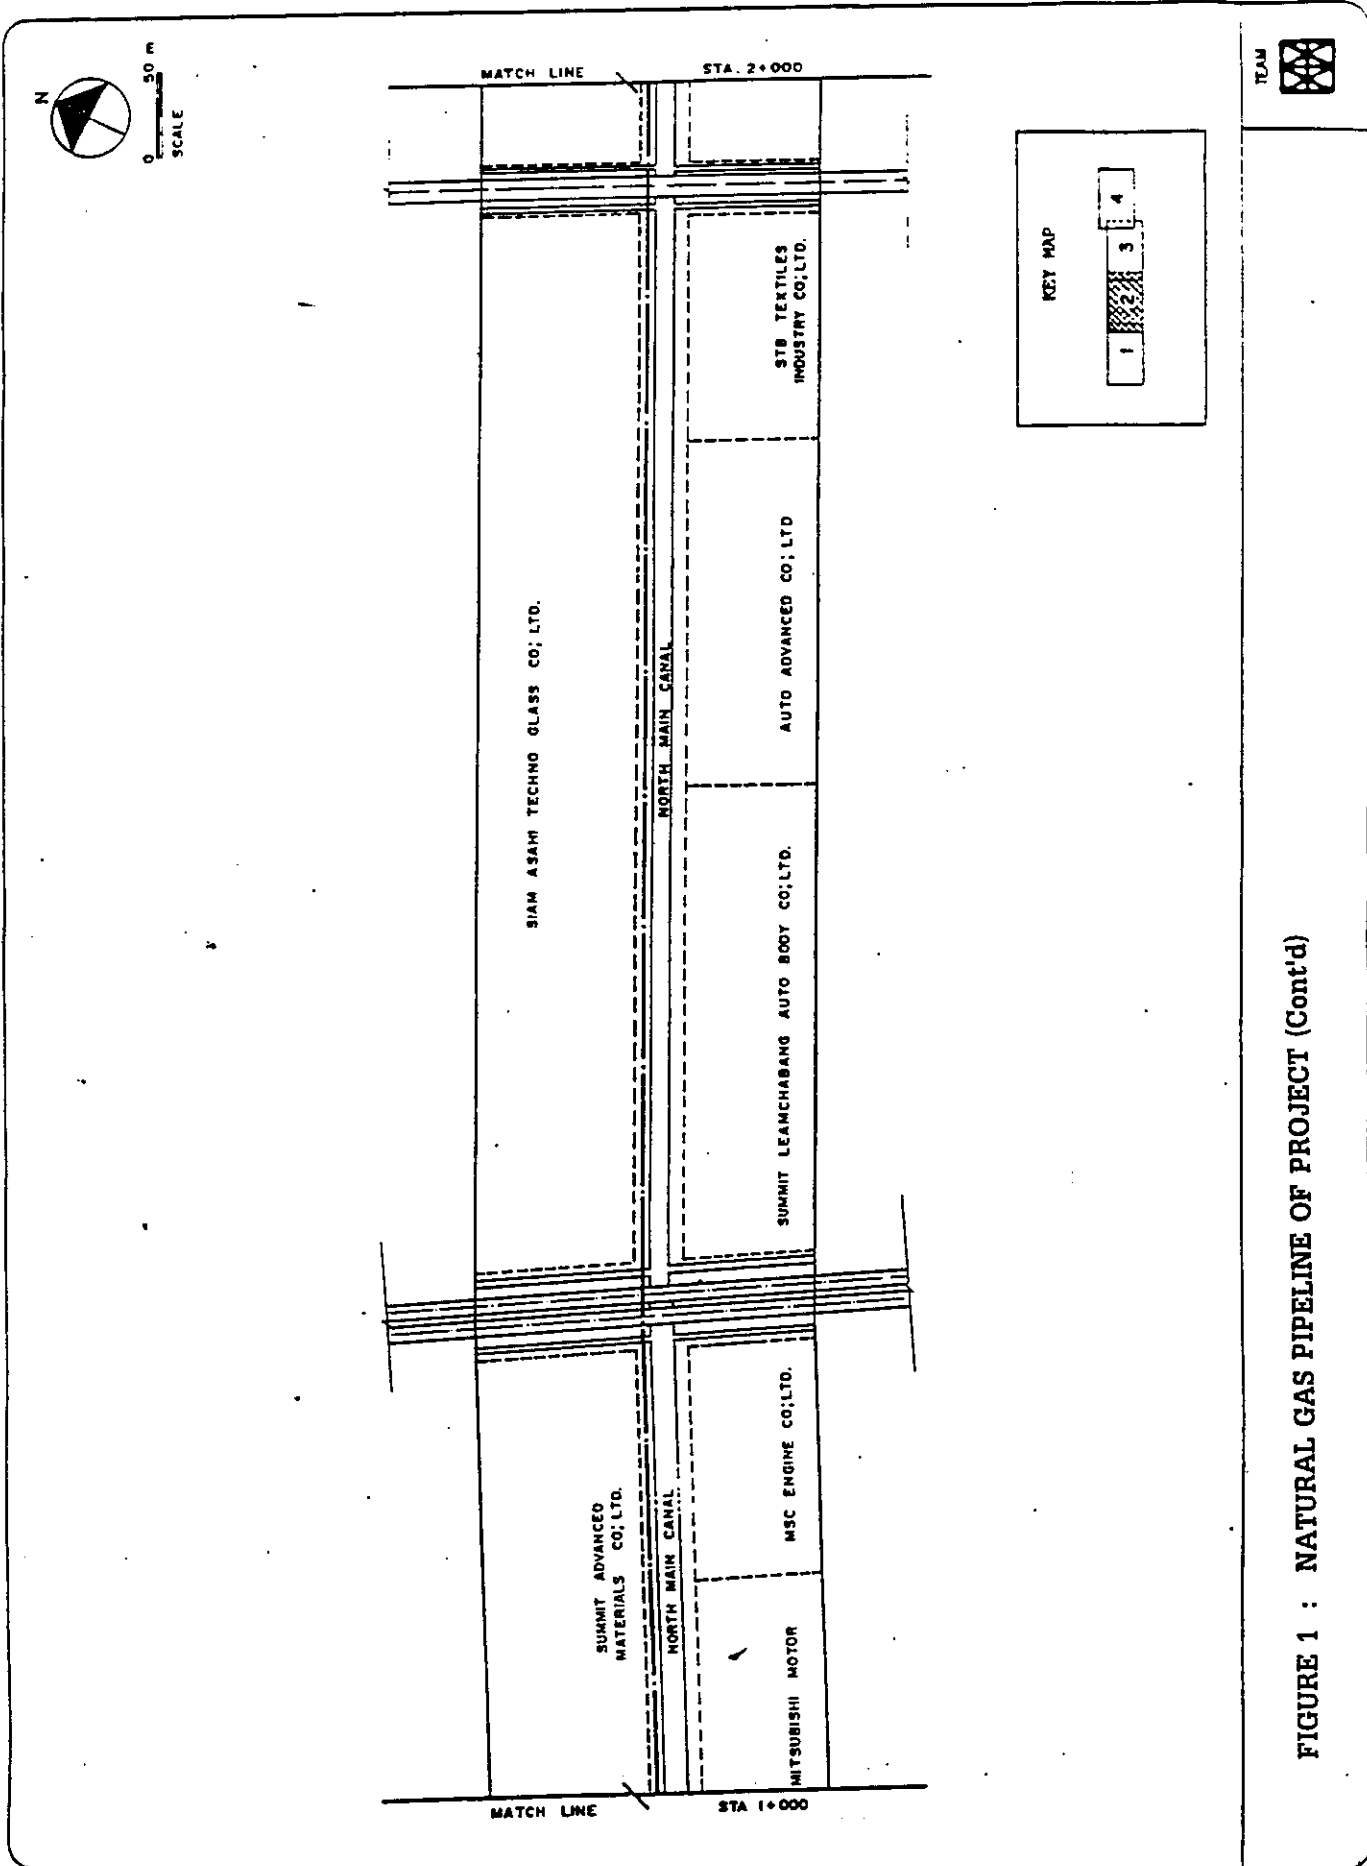 N
0 50 m
SCALE
MATCH LINE
STA. 2+000
SIAM ASAHI TECHNO GLASS CO; LTD.
NORTH MAIN CANAL
STB TEXTILES
INDUSTRY CO; LTD.
AUTO ADVANCED CO; LTD
SUMMIT LEAMCHABANG AUTO BODY CO; LTD.
SUMMIT ADVANCED
MATERIALS CO; LTD.
NORTH MAIN CANAL
MSC ENGINE CO; LTD.
MITSUBISHI MOTOR
MATCH LINE
STA 1+000
KEY MAP
1 2 3 4
TEAM
FIGURE 1 : NATURAL GAS PIPELINE OF PROJECT (Cont'd)